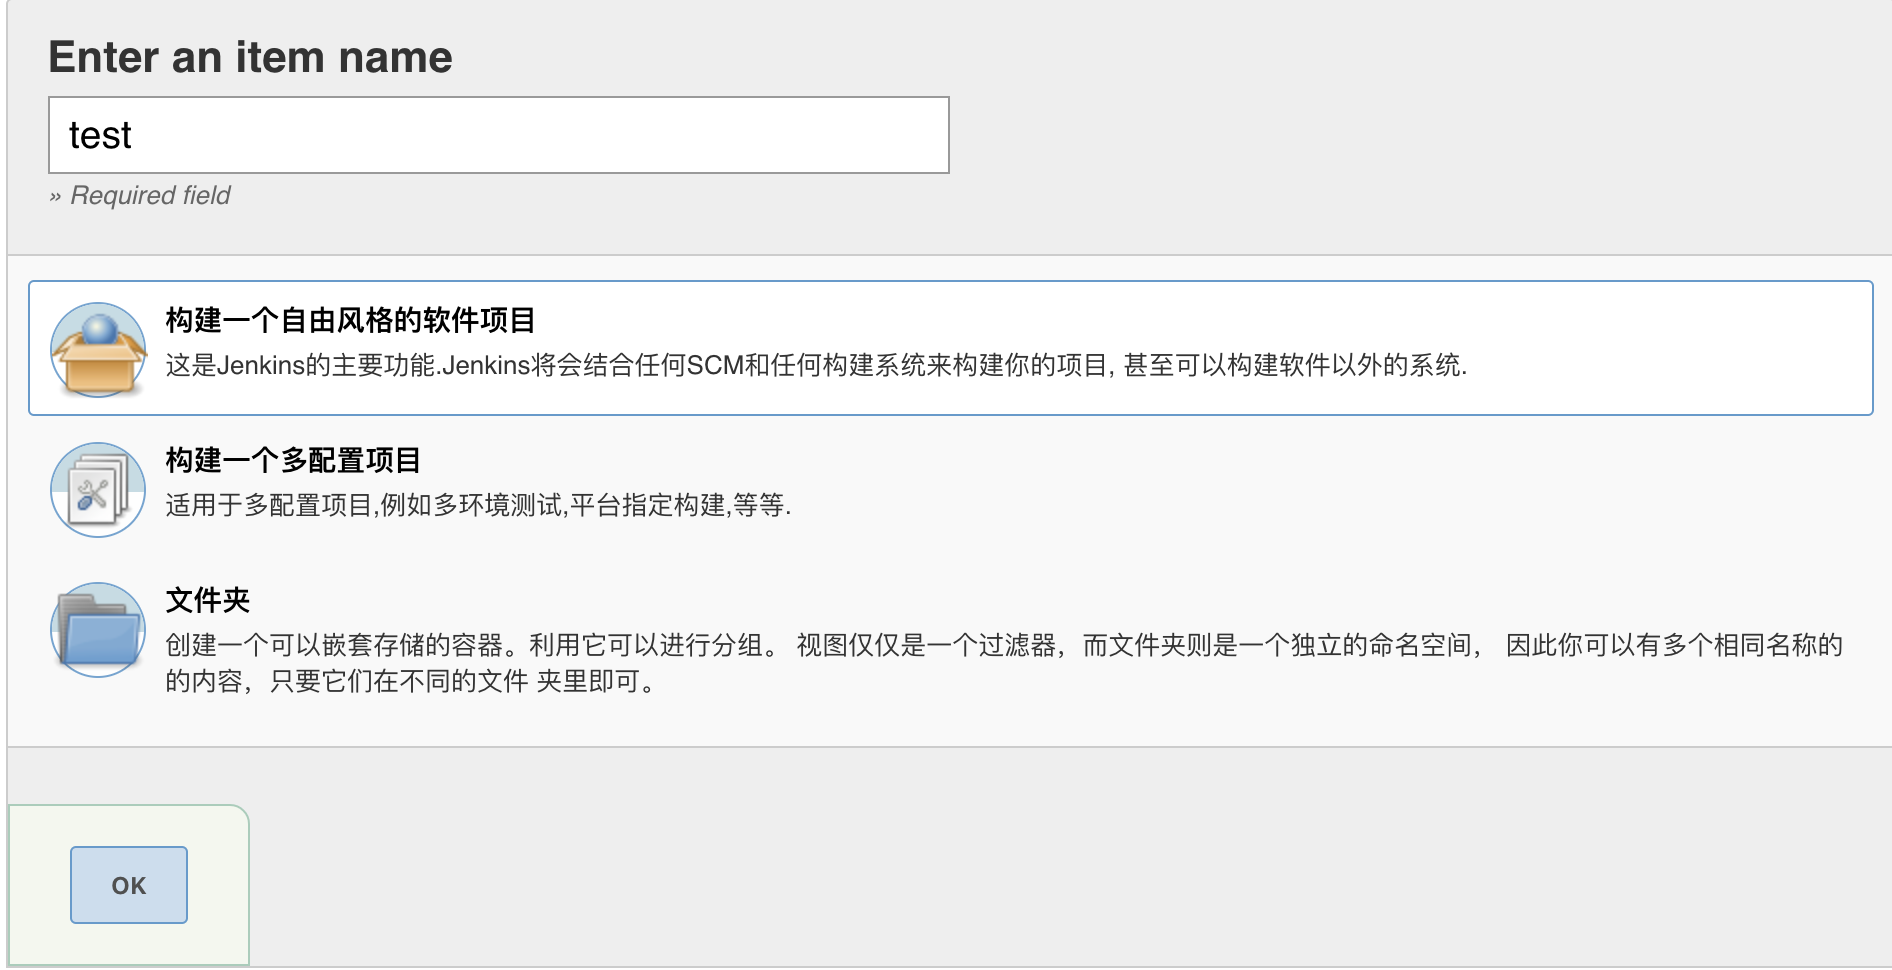 Enter an item name
test
» Required field
构建一个自由风格的软件项目
这是Jenkins的主要功能.Jenkins将会结合任何SCM和任何构建系统来构建你的项目, 甚至可以构建软件以外的系统.
构建一个多配置项目
适用于多配置项目,例如多环境测试,平台指定构建,等等.
文件夹
创建一个可以嵌套存储的容器。利用它可以进行分组。 视图仅仅是一个过滤器，而文件夹则是一个独立的命名空间， 因此你可以有多个相同名称的
的内容，只要它们在不同的文件 夹里即可。
OK